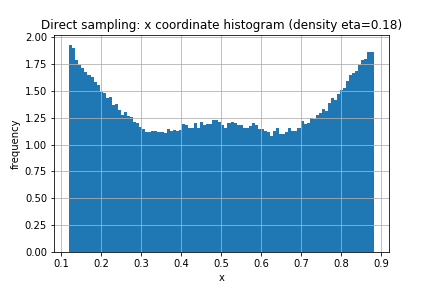 Direct sampling: x coordinate histogram (density eta=0.18)
2.00
1.75
1.50
1.25
1.00
0.75
0.50
0.25
0.00
frequency
0.1 0.2 0.3 0.4 0.5 0.6 0.7 0.8 0.9
x